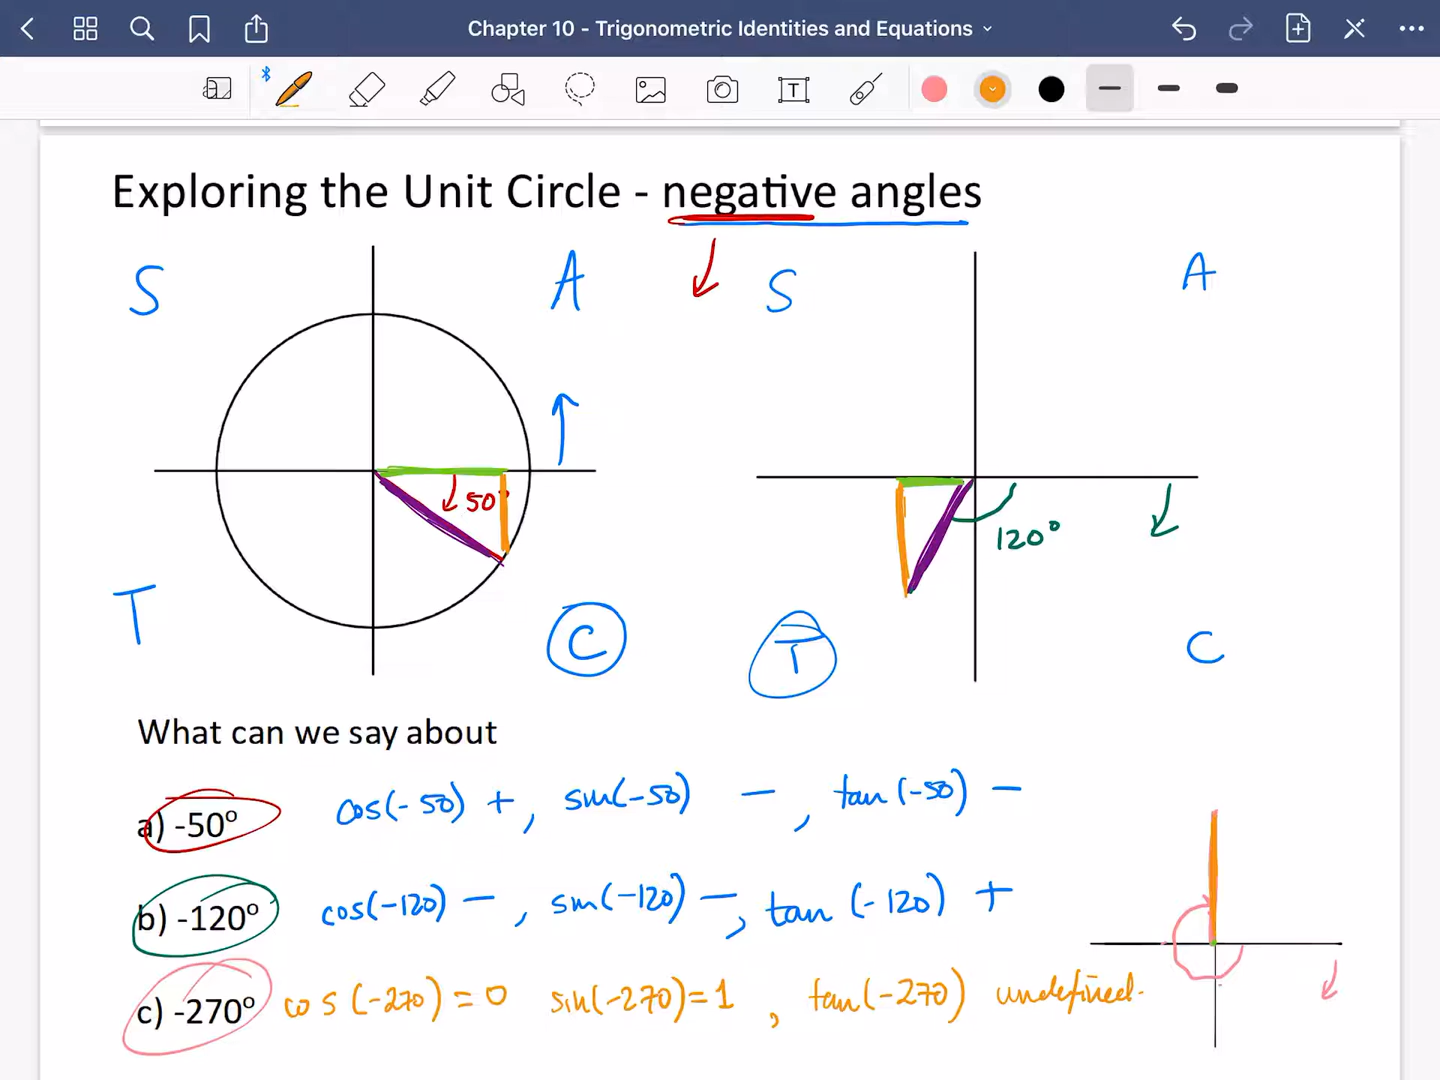 Chapter 10 - Trigonometric Identities and Equations
Exploring the Unit Circle - negative angles
S A S A
50°
120°
T C T C
What can we say about
a) -50° cos(-50) +, sin(-50) −, tan(-50) −
b) -120° cos(-120) −, sin(-120) −, tan(-120) +
c) -270° cos(-270) = 0 sin(-270) = 1, tan(-270) undefined.